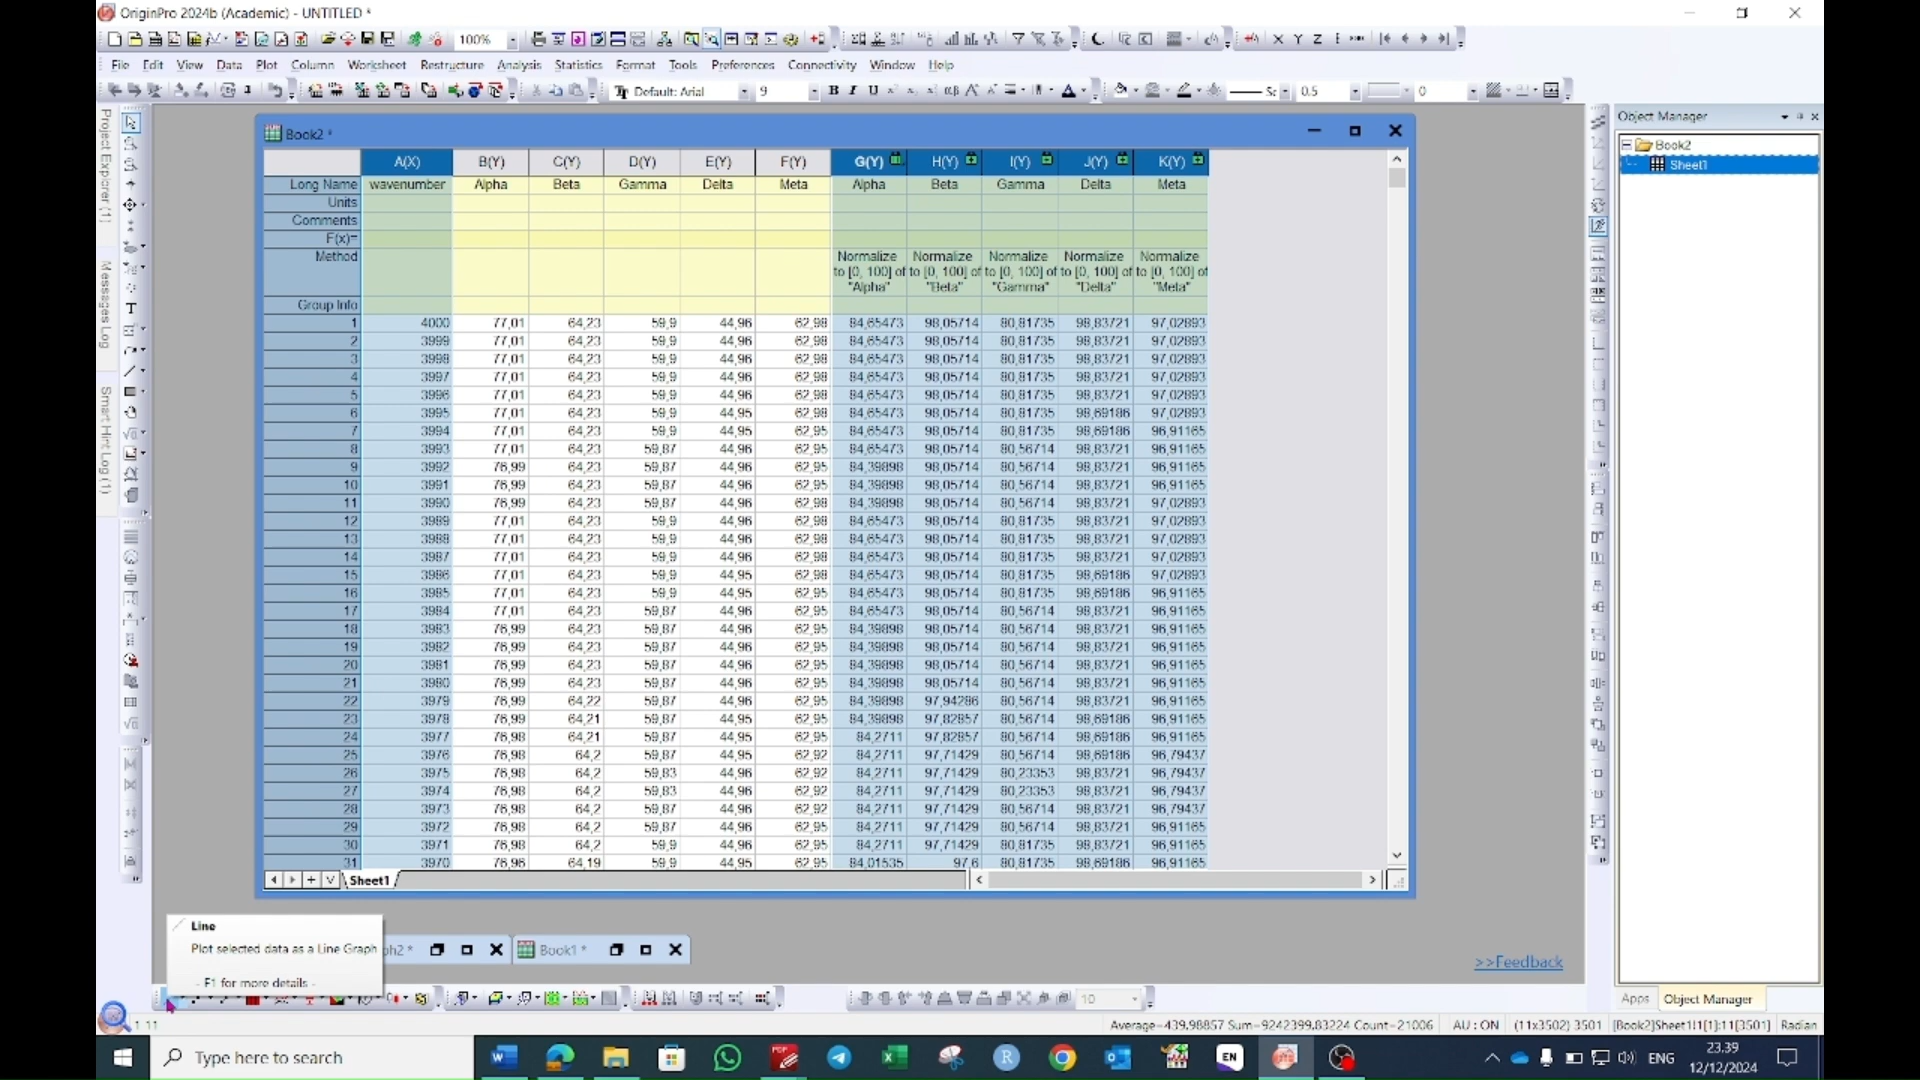 OriginPro 2024b (Academic) - UNTITLED *
100%
X Y Z
File Edit View Data Plot Column Worksheet Restructure Analysis Statistics Format Tools Preferences Connectivity Window Help
Default: Arial 9 B I U 0.5 0
Project Explorer (1)
Messages Log
Smart Hint Log (1)
Object Manager
Book2
Sheet1
Book2 *
A(X) B(Y) C(Y) D(Y) E(Y) F(Y) G(Y) H(Y) I(Y) J(Y) K(Y)
Long Name wavenumber Alpha Beta Gamma Delta Meta Alpha Beta Gamma Delta Meta
Units
Comments
F(x)=
Method Normalize Normalize Normalize Normalize Normalize
to [0, 100] of to [0, 100] of to [0, 100] of to [0, 100] of to [0, 100] of
"Alpha" "Beta" "Gamma" "Delta" "Meta"
Group Info
1 4000 77,01 64,23 59,9 44,96 62,98 84,65473 98,05714 80,81735 98,83721 97,02893
2 3999 77,01 64,23 59,9 44,96 62,98 84,65473 98,05714 80,81735 98,83721 97,02893
3 3998 77,01 64,23 59,9 44,96 62,98 84,65473 98,05714 80,81735 98,83721 97,02893
4 3997 77,01 64,23 59,9 44,96 62,98 84,65473 98,05714 80,81735 98,83721 97,02893
5 3996 77,01 64,23 59,9 44,96 62,98 84,65473 98,05714 80,81735 98,83721 97,02893
6 3995 77,01 64,23 59,9 44,95 62,98 84,65473 98,05714 80,81735 98,69186 97,02893
7 3994 77,01 64,23 59,9 44,95 62,95 84,65473 98,05714 80,81735 98,69186 96,91165
8 3993 77,01 64,23 59,87 44,96 62,95 84,65473 98,05714 80,56714 98,83721 96,91165
9 3992 76,99 64,23 59,87 44,96 62,95 84,39898 98,05714 80,56714 98,83721 96,91165
10 3991 76,99 64,23 59,87 44,96 62,95 84,39898 98,05714 80,56714 98,83721 96,91165
11 3990 76,99 64,23 59,87 44,96 62,98 84,39898 98,05714 80,56714 98,83721 97,02893
12 3989 77,01 64,23 59,9 44,96 62,98 84,65473 98,05714 80,81735 98,83721 97,02893
13 3988 77,01 64,23 59,9 44,96 62,98 84,65473 98,05714 80,81735 98,83721 97,02893
14 3987 77,01 64,23 59,9 44,96 62,98 84,65473 98,05714 80,81735 98,83721 97,02893
15 3986 77,01 64,23 59,9 44,95 62,98 84,65473 98,05714 80,81735 98,69186 97,02893
16 3985 77,01 64,23 59,9 44,95 62,95 84,65473 98,05714 80,81735 98,69186 97,02893
17 3984 77,01 64,23 59,87 44,96 62,95 84,65473 98,05714 80,56714 98,83721 96,91165
18 3983 76,99 64,23 59,87 44,96 62,95 84,39898 98,05714 80,56714 98,83721 96,91165
19 3982 76,99 64,23 59,87 44,96 62,95 84,39898 98,05714 80,56714 98,83721 96,91165
20 3981 76,99 64,23 59,87 44,96 62,95 84,39898 98,05714 80,56714 98,83721 96,91165
21 3980 76,99 64,23 59,87 44,96 62,95 84,39898 98,05714 80,56714 98,83721 96,91165
22 3979 76,99 64,22 59,87 44,96 62,95 84,39898 97,94286 80,56714 98,83721 96,91165
23 3978 76,99 64,21 59,87 44,95 62,95 84,39898 97,82857 80,56714 98,69186 96,91165
24 3977 76,98 64,21 59,87 44,95 62,95 84,2711 97,82857 80,56714 98,69186 96,91165
25 3976 76,98 64,2 59,87 44,95 62,92 84,2711 97,71429 80,56714 98,69186 96,79437
26 3975 76,98 64,2 59,83 44,96 62,92 84,2711 97,71429 80,23353 98,83721 96,79437
27 3974 76,98 64,2 59,83 44,96 62,92 84,2711 97,71429 80,23353 98,83721 96,79437
28 3973 76,98 64,2 59,87 44,96 62,92 84,2711 97,71429 80,56714 98,83721 96,79437
29 3972 76,98 64,2 59,87 44,96 62,95 84,2711 97,71429 80,56714 98,83721 96,91165
30 3971 76,98 64,2 59,9 44,96 62,95 84,2711 97,71429 80,81735 98,83721 96,91165
31 3970 76,96 64,19 59,9 44,95 62,95 84,01535 97,6 80,81735 98,69186 96,91165
Sheet1
Line
Plot selected data as a Line Graph
- F1 for more details -
ph2 * Book1 *
>>Feedback
10
Apps Object Manager
1 11
Average=439,98857 Sum=9242399,83224 Count=21006 AU : ON (11x3502) 3501 [Book2]Sheet1!1[1]:11[3501] Radian
Type here to search
EN
ENG
23.39
12/12/2024